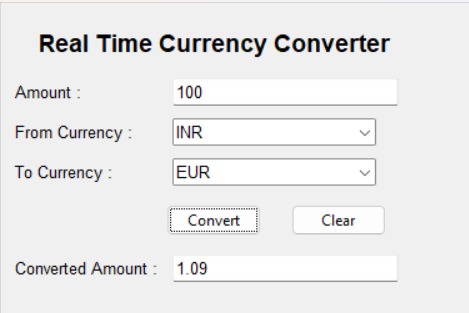 Real Time Currency Converter
Amount : 100
From Currency : INR
To Currency : EUR
Convert Clear
Converted Amount : 1.09